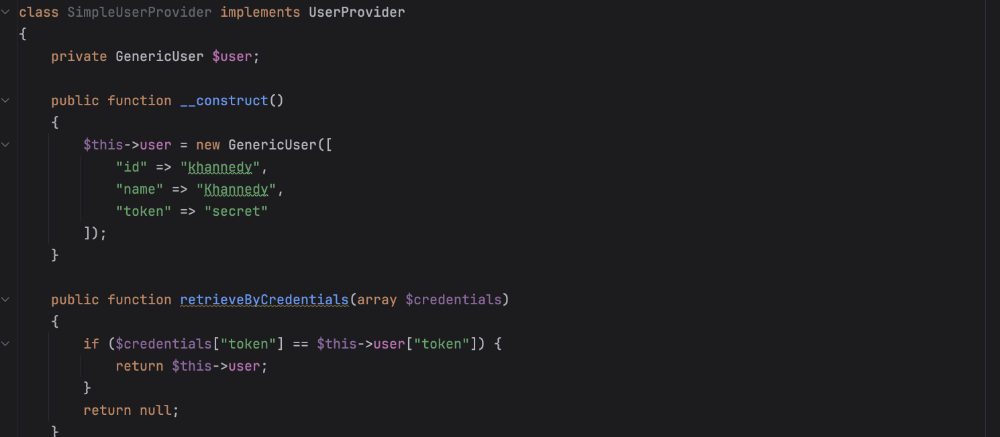 class SimpleUserProvider implements UserProvider
{
    private GenericUser $user;

    public function __construct()
    {
        $this->user = new GenericUser([
            "id" => "khannedy",
            "name" => "Khannedy",
            "token" => "secret"
        ]);
    }

    public function retrieveByCredentials(array $credentials)
    {
        if ($credentials["token"] == $this->user["token"]) {
            return $this->user;
        }
        return null;
    }